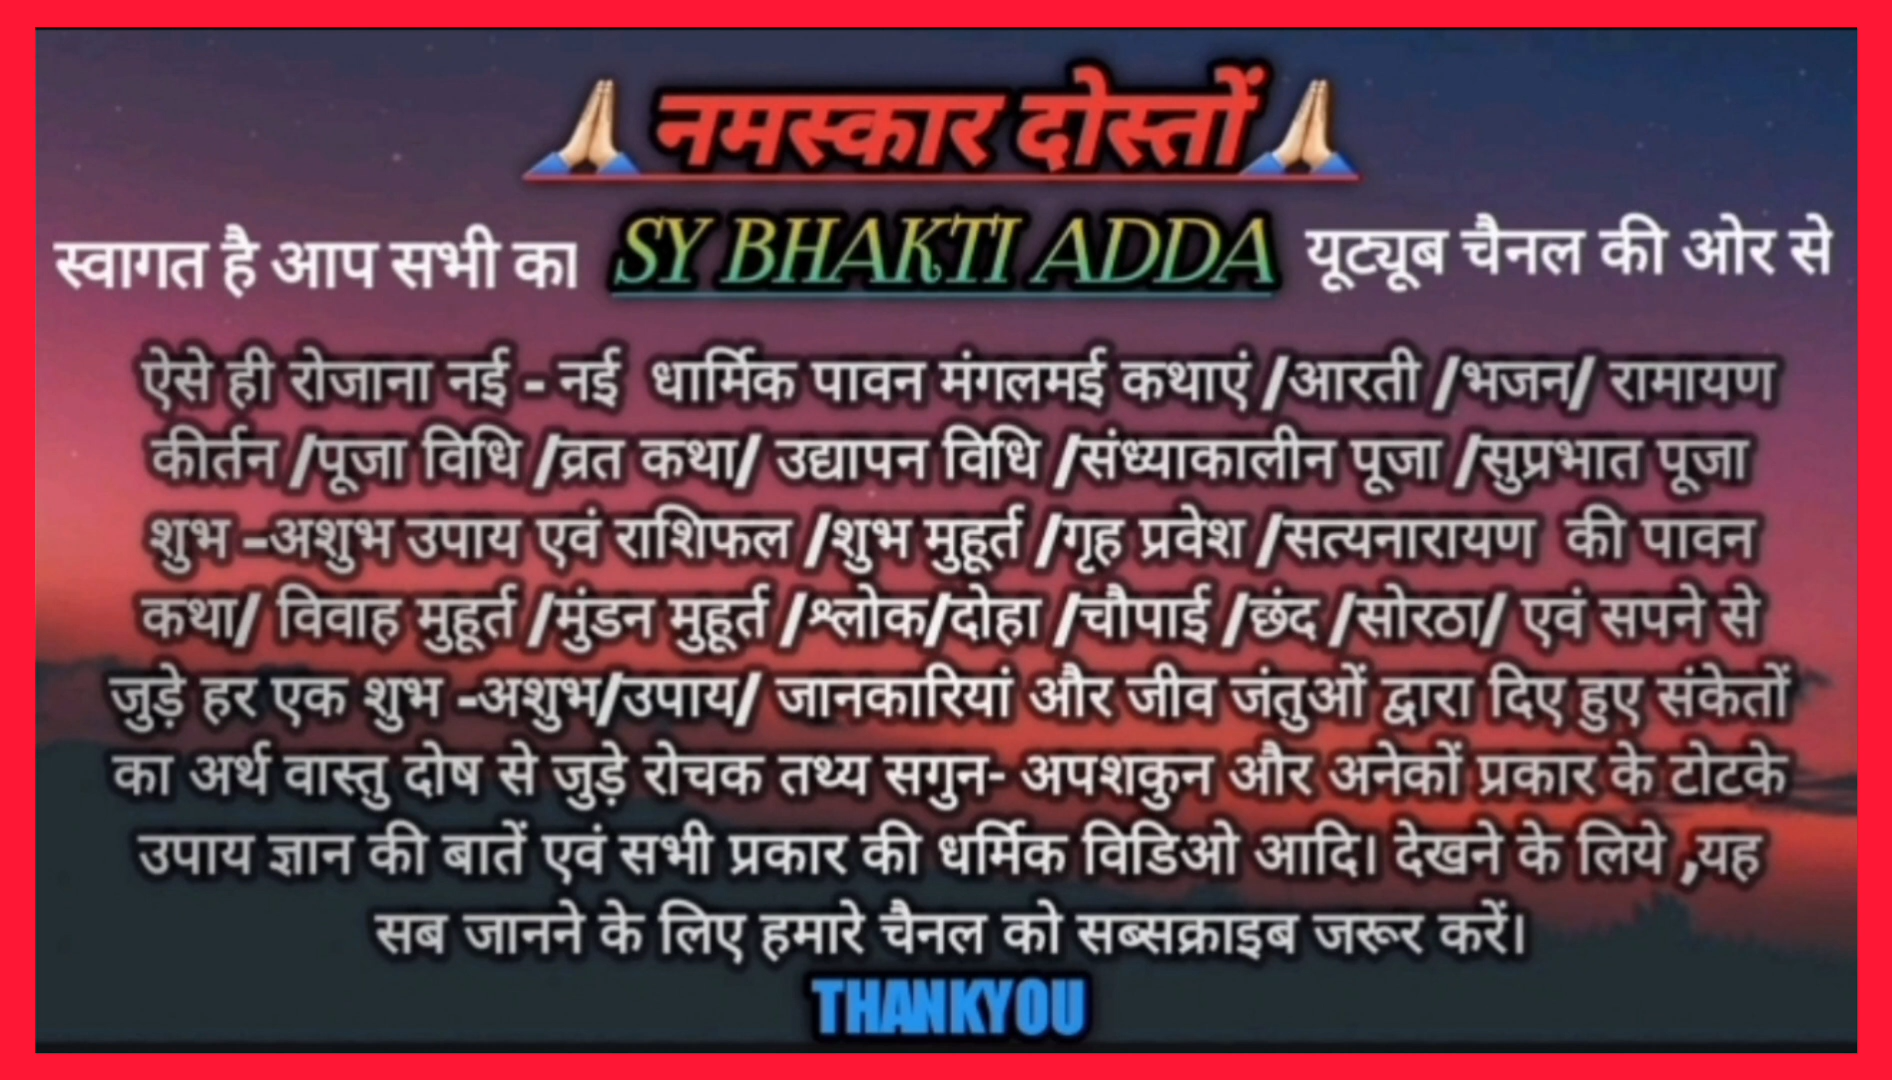 🙏नमस्कार दोस्तों🙏
स्वागत है आप सभी का SY BHAKTI ADDA यूट्यूब चैनल की ओर से
ऐसे ही रोजाना नई - नई धार्मिक पावन मंगलमई कथाएं /आरती /भजन/ रामायण
कीर्तन /पूजा विधि /व्रत कथा/ उद्यापन विधि /संध्याकालीन पूजा /सुप्रभात पूजा
शुभ -अशुभ उपाय एवं राशिफल /शुभ मुहूर्त /गृह प्रवेश /सत्यनारायण की पावन
कथा/ विवाह मुहूर्त /मुंडन मुहूर्त /श्लोक/दोहा /चौपाई /छंद /सोरठा/ एवं सपने से
जुड़े हर एक शुभ -अशुभ/उपाय/ जानकारियां और जीव जंतुओं द्वारा दिए हुए संकेतों
का अर्थ वास्तु दोष से जुड़े रोचक तथ्य सगुन- अपशकुन और अनेकों प्रकार के टोटके
उपाय ज्ञान की बातें एवं सभी प्रकार की धर्मिक विडिओ आदि। देखने के लिये ,यह
सब जानने के लिए हमारे चैनल को सब्सक्राइब जरूर करें।
THANKYOU